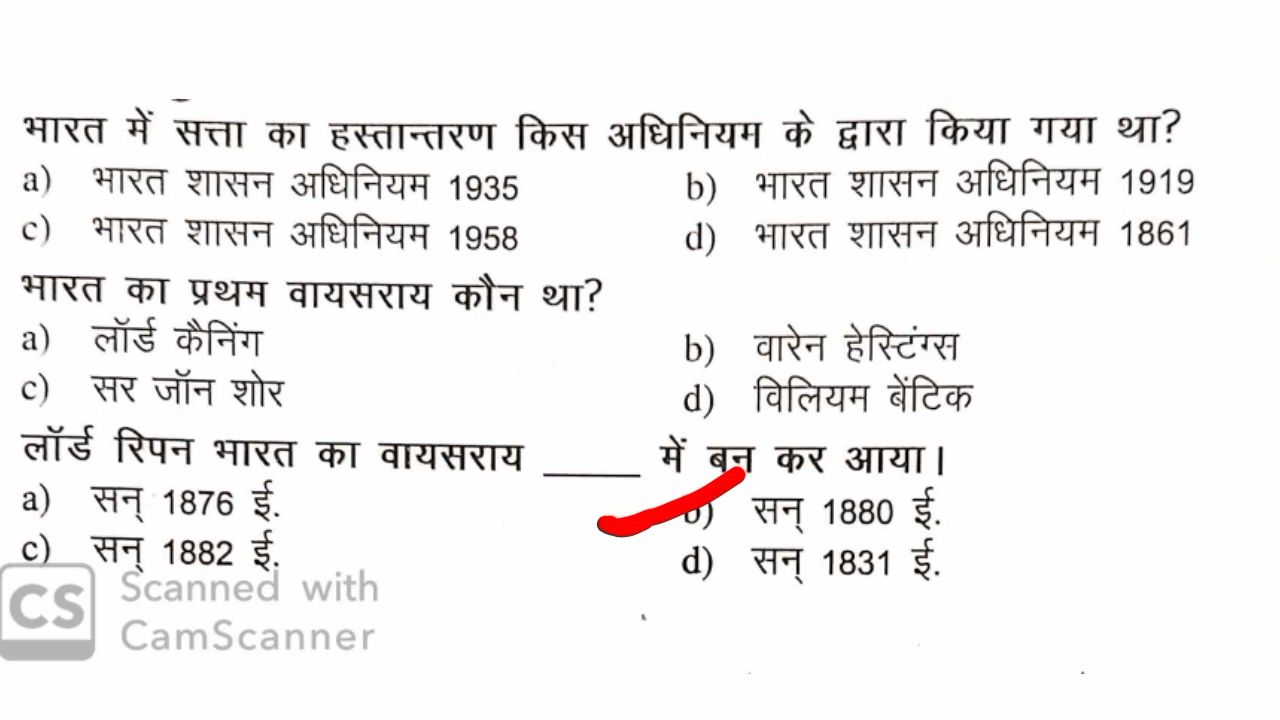 भारत में सत्ता का हस्तान्तरण किस अधिनियम के द्वारा किया गया था?
a) भारत शासन अधिनियम 1935 b) भारत शासन अधिनियम 1919
c) भारत शासन अधिनियम 1958 d) भारत शासन अधिनियम 1861
भारत का प्रथम वायसराय कौन था?
a) लॉर्ड कैनिंग b) वारेन हेस्टिंग्स
c) सर जॉन शोर d) विलियम बेंटिक
लॉर्ड रिपन भारत का वायसराय _____ में बन कर आया।
a) सन् 1876 ई. b) सन् 1880 ई.
c) सन् 1882 ई. d) सन् 1831 ई.
CS Scanned with
CamScanner